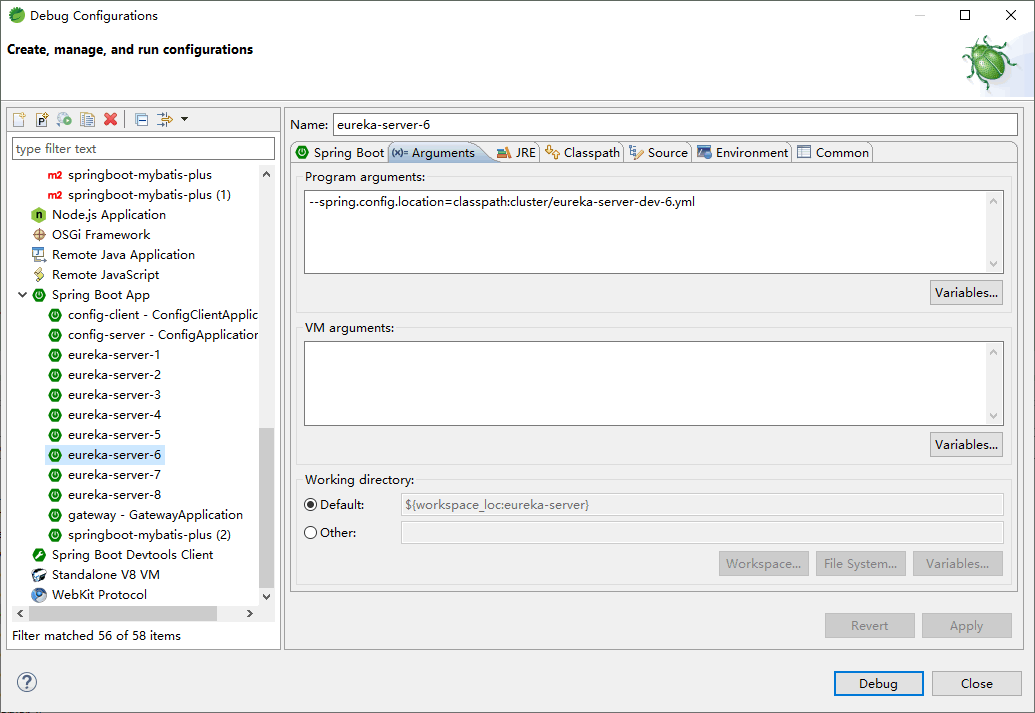 Debug Configurations
Create, manage, and run configurations
type filter text
m2 springboot-mybatis-plus
m2 springboot-mybatis-plus (1)
n Node.js Application
OSGi Framework
Remote Java Application
Remote JavaScript
Spring Boot App
config-client - ConfigClientApplic
config-server - ConfigApplication
eureka-server-1
eureka-server-2
eureka-server-3
eureka-server-4
eureka-server-5
eureka-server-6
eureka-server-7
eureka-server-8
gateway - GatewayApplication
springboot-mybatis-plus (2)
Spring Boot Devtools Client
Standalone V8 VM
WebKit Protocol
Filter matched 56 of 58 items
Name: eureka-server-6
Spring Boot (x)= Arguments JRE Classpath Source Environment Common
Program arguments:
--spring.config.location=classpath:cluster/eureka-server-dev-6.yml
Variables...
VM arguments:
Variables...
Working directory:
Default: ${workspace_loc:eureka-server}
Other:
Workspace... File System... Variables...
Revert Apply
? Debug Close